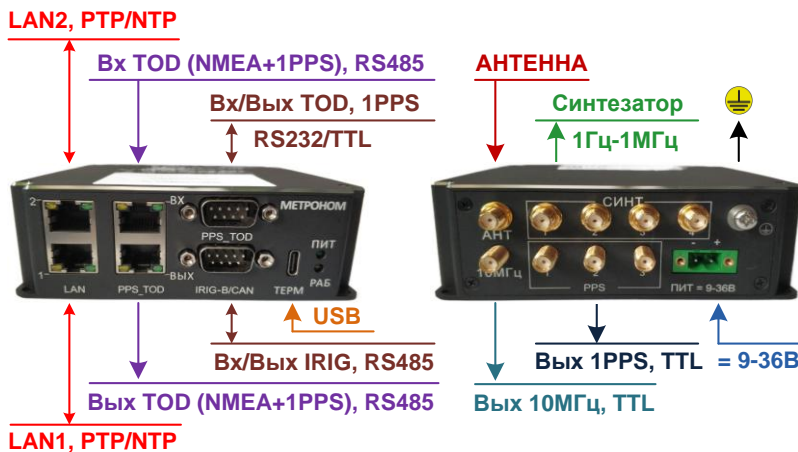 LAN2, PTP/NTP
Вх TOD (NMEA+1PPS), RS485
АНТЕННА
Вх/Вых TOD, 1PPS
Синтезатор
RS232/TTL
1Гц-1МГц
2
ВХ
МЕТРОНОМ
PPS_TOD
ПИТ
1
ВЫХ
РАБ
LAN
PPS_TOD
IRIG-B/CAN
ТЕРМ
СИНТ
1 2 3 4
АНТ
- +
10МГц
1 2 3
PPS
ПИТ = 9-36В
USB
Вх/Вых IRIG, RS485
Вых 1PPS, TTL
= 9-36В
Вых TOD (NMEA+1PPS), RS485
Вых 10МГц, TTL
LAN1, PTP/NTP